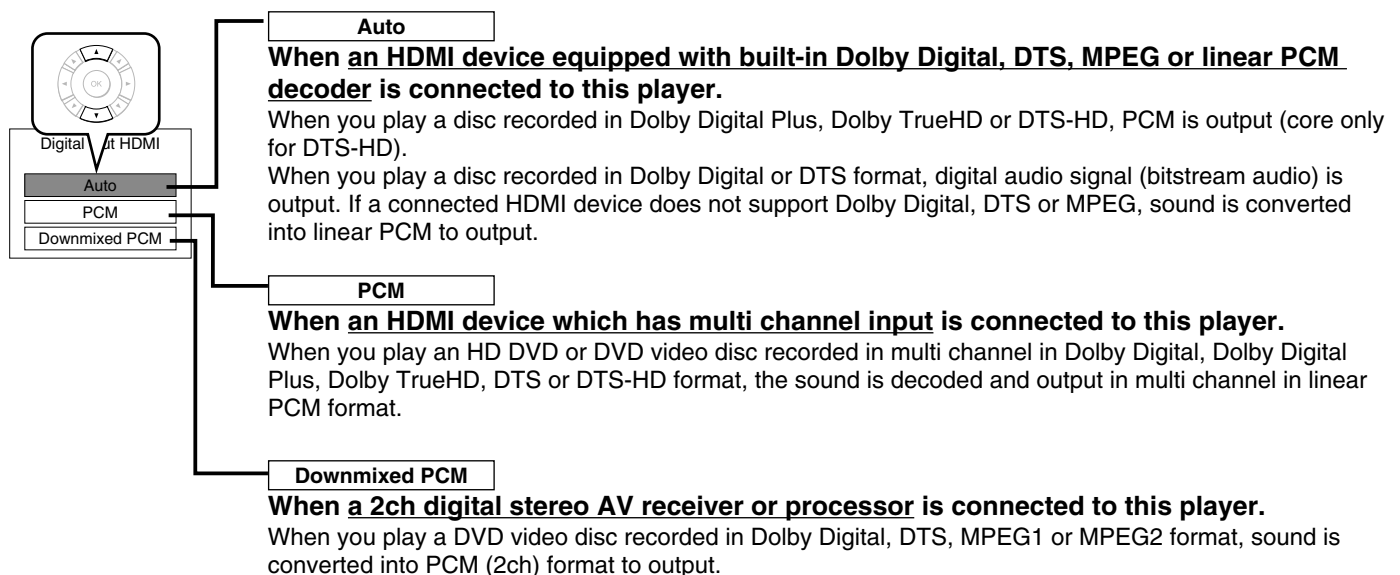 OK
Digital ut HDMI
Auto
PCM
Downmixed PCM
Auto
When an HDMI device equipped with built-in Dolby Digital, DTS, MPEG or linear PCM
decoder is connected to this player.
When you play a disc recorded in Dolby Digital Plus, Dolby TrueHD or DTS-HD, PCM is output (core only
for DTS-HD).
When you play a disc recorded in Dolby Digital or DTS format, digital audio signal (bitstream audio) is
output. If a connected HDMI device does not support Dolby Digital, DTS or MPEG, sound is converted
into linear PCM to output.
PCM
When an HDMI device which has multi channel input is connected to this player.
When you play an HD DVD or DVD video disc recorded in multi channel in Dolby Digital, Dolby Digital
Plus, Dolby TrueHD, DTS or DTS-HD format, the sound is decoded and output in multi channel in linear
PCM format.
Downmixed PCM
When a 2ch digital stereo AV receiver or processor is connected to this player.
When you play a DVD video disc recorded in Dolby Digital, DTS, MPEG1 or MPEG2 format, sound is
converted into PCM (2ch) format to output.